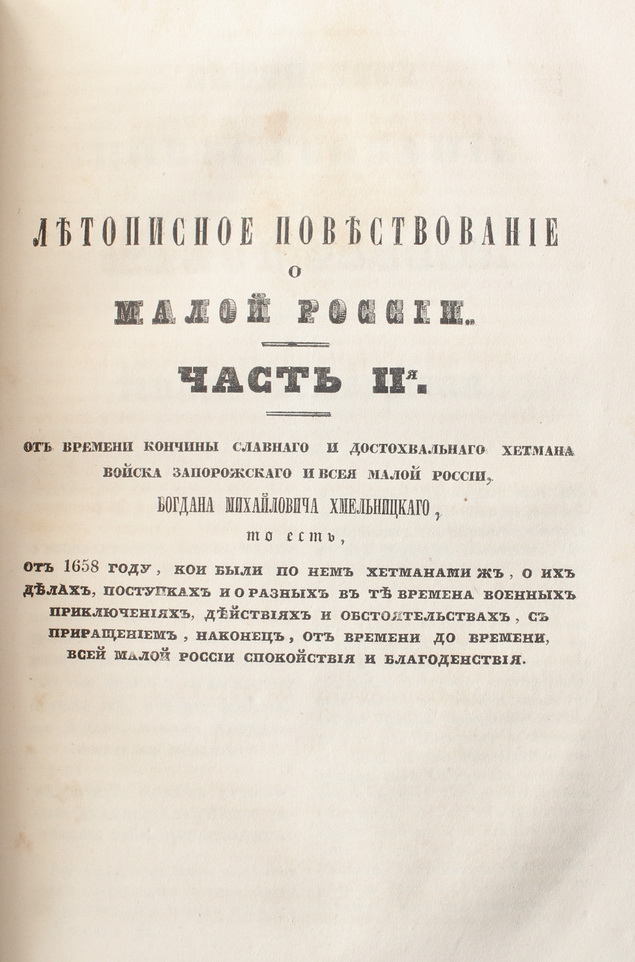 ЛѢТОПИСНОЕ ПОВѢСТВОВАНІЕ
О
МАЛОЙ РОССІИ.
ЧАСТЬ IIя.
ОТЪ ВРЕМЕНИ КОНЧИНЫ СЛАВНАГО И ДОСТОХВАЛЬНАГО ХЕТМАНА
ВОЙСКА ЗАПОРОЖСКАГО И ВСЕЯ МАЛОЙ РОССІИ,
БОГДАНА МИХАЙЛОВИЧА ХМЕЛЬНИЦКАГО,
то есть,
ОТЪ 1658 ГОДУ, КОИ БЫЛИ ПО НЕМЪ ХЕТМАНАМИ ЖЪ, О ИХЪ
ДѢЛАХЪ, ПОСТУПКАХЪ И О РАЗНЫХЪ ВЪ ТѢ ВРЕМЕНА ВОЕННЫХЪ
ПРИКЛЮЧЕНІЯХЪ, ДѢЙСТВІЯХЪ И ОБСТОЯТЕЛЬСТВАХЪ, СЪ
ПРИРАЩЕНІЕМЪ, НАКОНЕЦЪ, ОТЪ ВРЕМЕНИ ДО ВРЕМЕНИ,
ВСЕЙ МАЛОЙ РОССІИ СПОКОЙСТВІЯ И БЛАГОДЕНСТВІЯ.